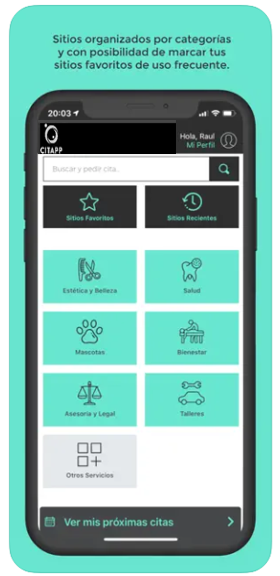 Sitios organizados por categorías
y con posibilidad de marcar tus
sitios favoritos de uso frecuente.
20:03
CITAPP
Hola, Raul
Mi Perfil
Buscar y pedir cita...
Sitios Favoritos
Sitios Recientes
Estética y Belleza
Salud
Mascotas
Bienestar
Asesoría y Legal
Talleres
Otros Servicios
Ver mis próximas citas